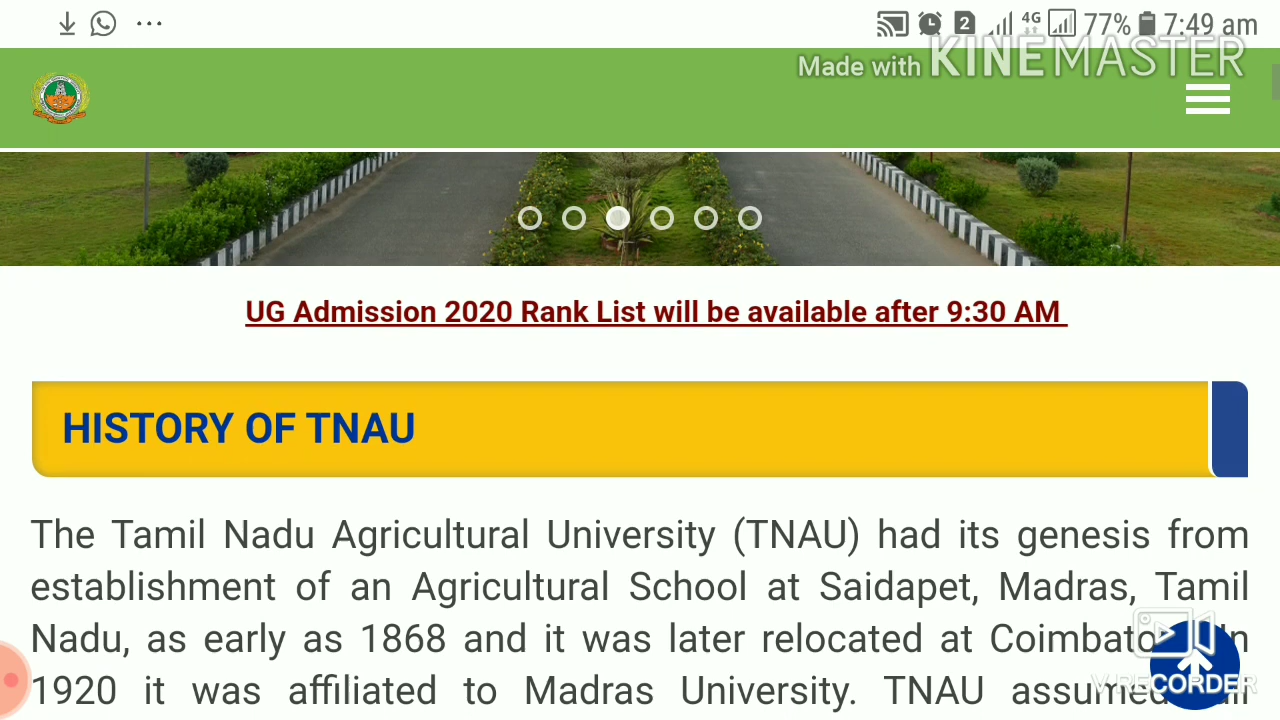 2 4G 77% 7:49 am
Made with KINEMASTER
UG Admission 2020 Rank List will be available after 9:30 AM
HISTORY OF TNAU
The Tamil Nadu Agricultural University (TNAU) had its genesis from
establishment of an Agricultural School at Saidapet, Madras, Tamil
Nadu, as early as 1868 and it was later relocated at
1920 it was affiliated to Madras University. TNAU
V RECORDER